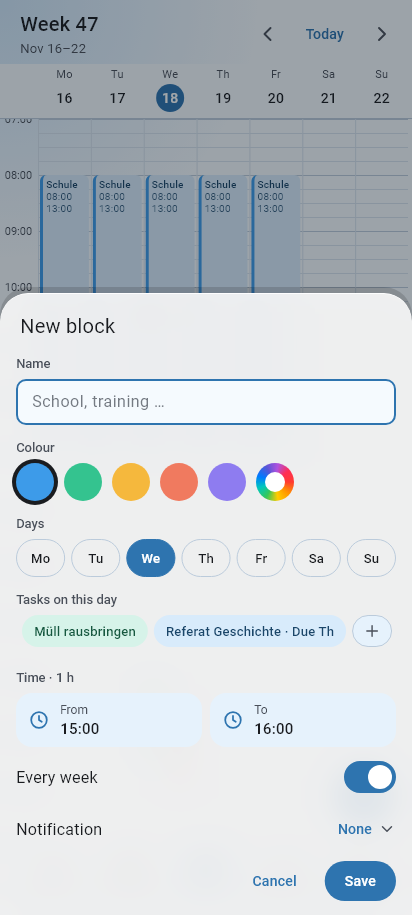 Week 47
Nov 16–22
Today
Mo Tu We Th Fr Sa Su
16 17 18 19 20 21 22
07:00
08:00
Schule Schule Schule Schule Schule
08:00 08:00 08:00 08:00 08:00
13:00 13:00 13:00 13:00 13:00
09:00
10:00
New block
Name
School, training ...
Colour
Days
Mo Tu We Th Fr Sa Su
Tasks on this day
Müll rausbringen Referat Geschichte · Due Th +
Time · 1 h
From To
15:00 16:00
Every week
Notification None
Cancel Save